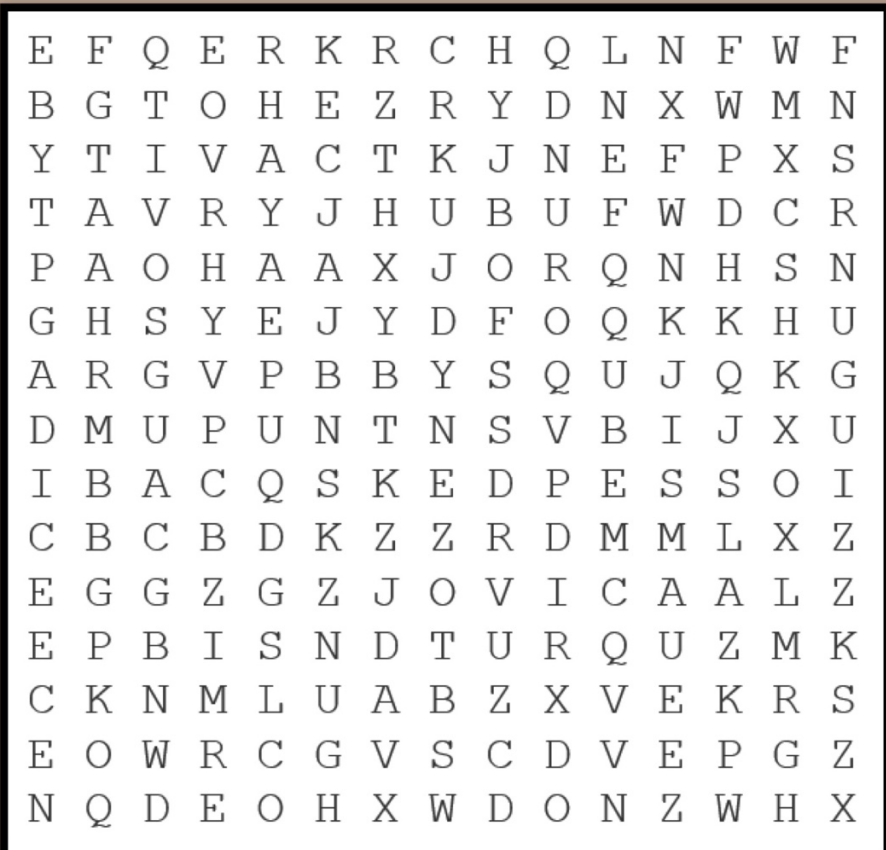 E F Q E R K R C H Q L N F W F
B G T O H E Z R Y D N X W M N
Y T I V A C T K J N E F P X S
T A V R Y J H U B U F W D C R
P A O H A A X J O R Q N H S N
G H S Y E J Y D F O Q K K H U
A R G V P B B Y S Q U J Q K G
D M U P U N T N S V B I J X U
I B A C Q S K E D P E S S O I
C B C B D K Z Z R D M M L X Z
E G G Z G Z J O V I C A A L Z
E P B I S N D T U R Q U Z M K
C K N M L U A B Z X V E K R S
E O W R C G V S C D V E P G Z
N Q D E O H X W D O N Z W H X